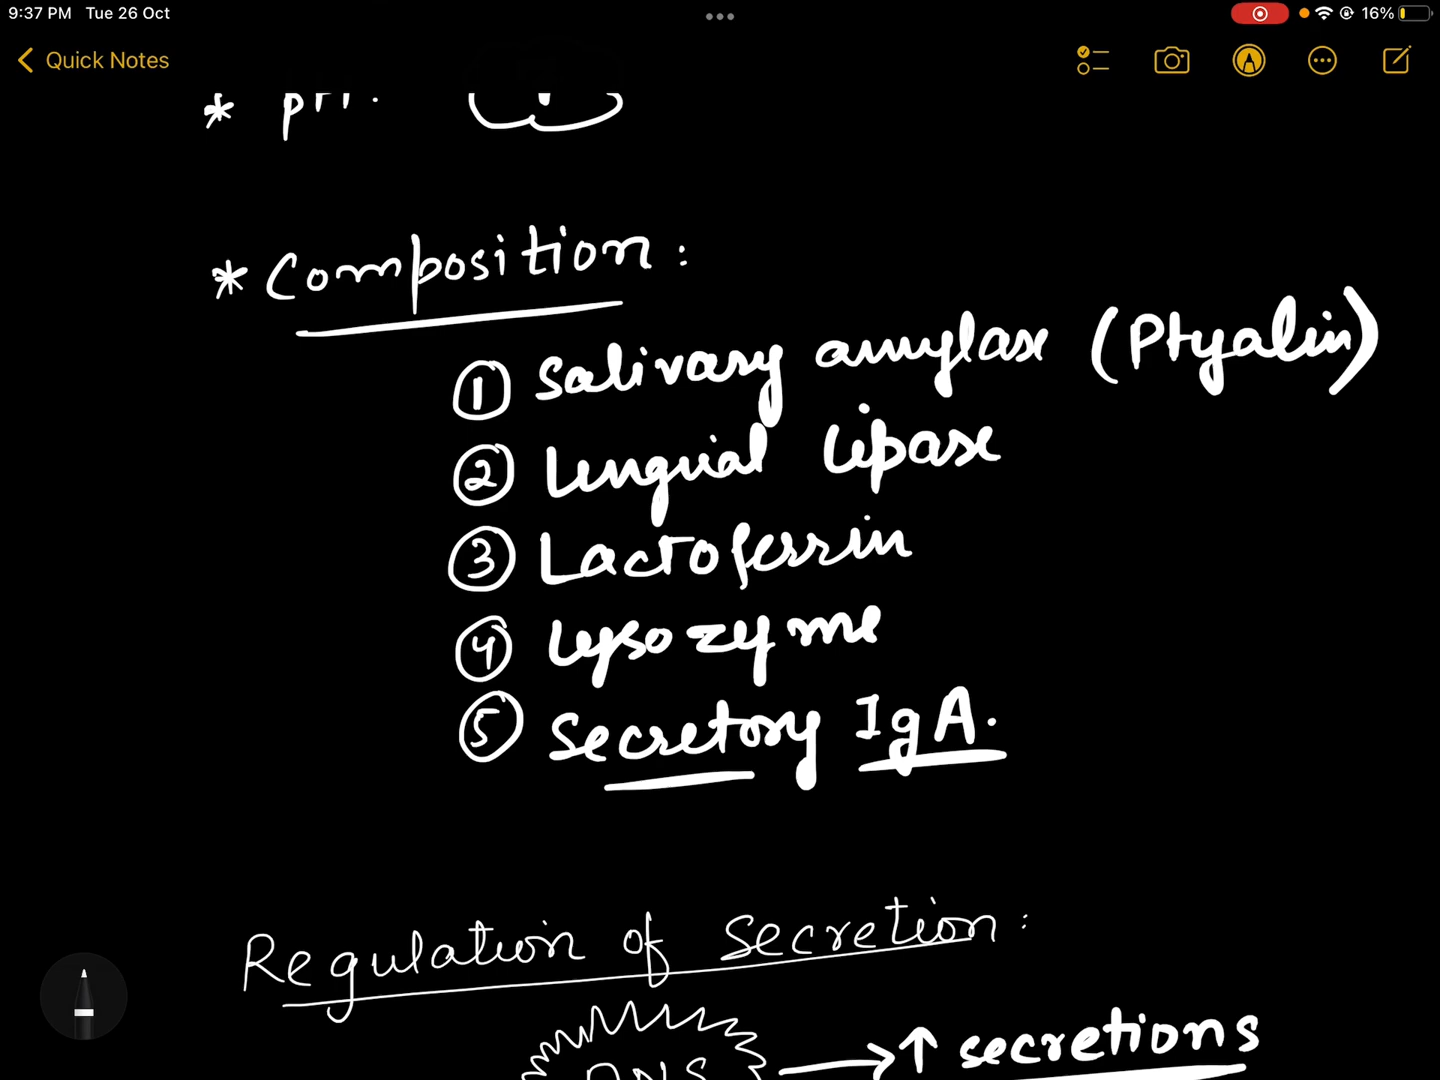 9:37 PM Tue 26 Oct 16%
Quick Notes
* pH:
* Composition:
① Salivary amylase (Ptyalin)
② Lingual lipase
③ Lactoferrin
④ Lysozyme
⑤ Secretory IgA.
Regulation of secretion:
→ ↑ secretions